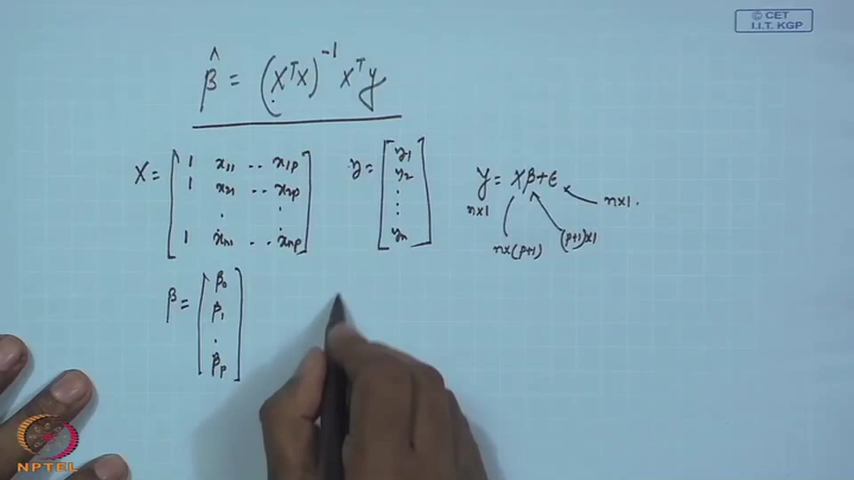 © CET
I.I.T. KGP
β̂ = (XᵀX)⁻¹ Xᵀy
X = [ 1 x₁₁ .. x₁ₚ
1 x₂₁ .. x₂ₚ
. :
1 xₙ₁ .. xₙₚ ]
y = [ y₁
y₂
:
yₙ ]
y = Xβ+ϵ
n×1
n×(p+1)
(p+1)×1
n×1.
β = [ β₀
β₁
.
βₚ ]
NPTEL